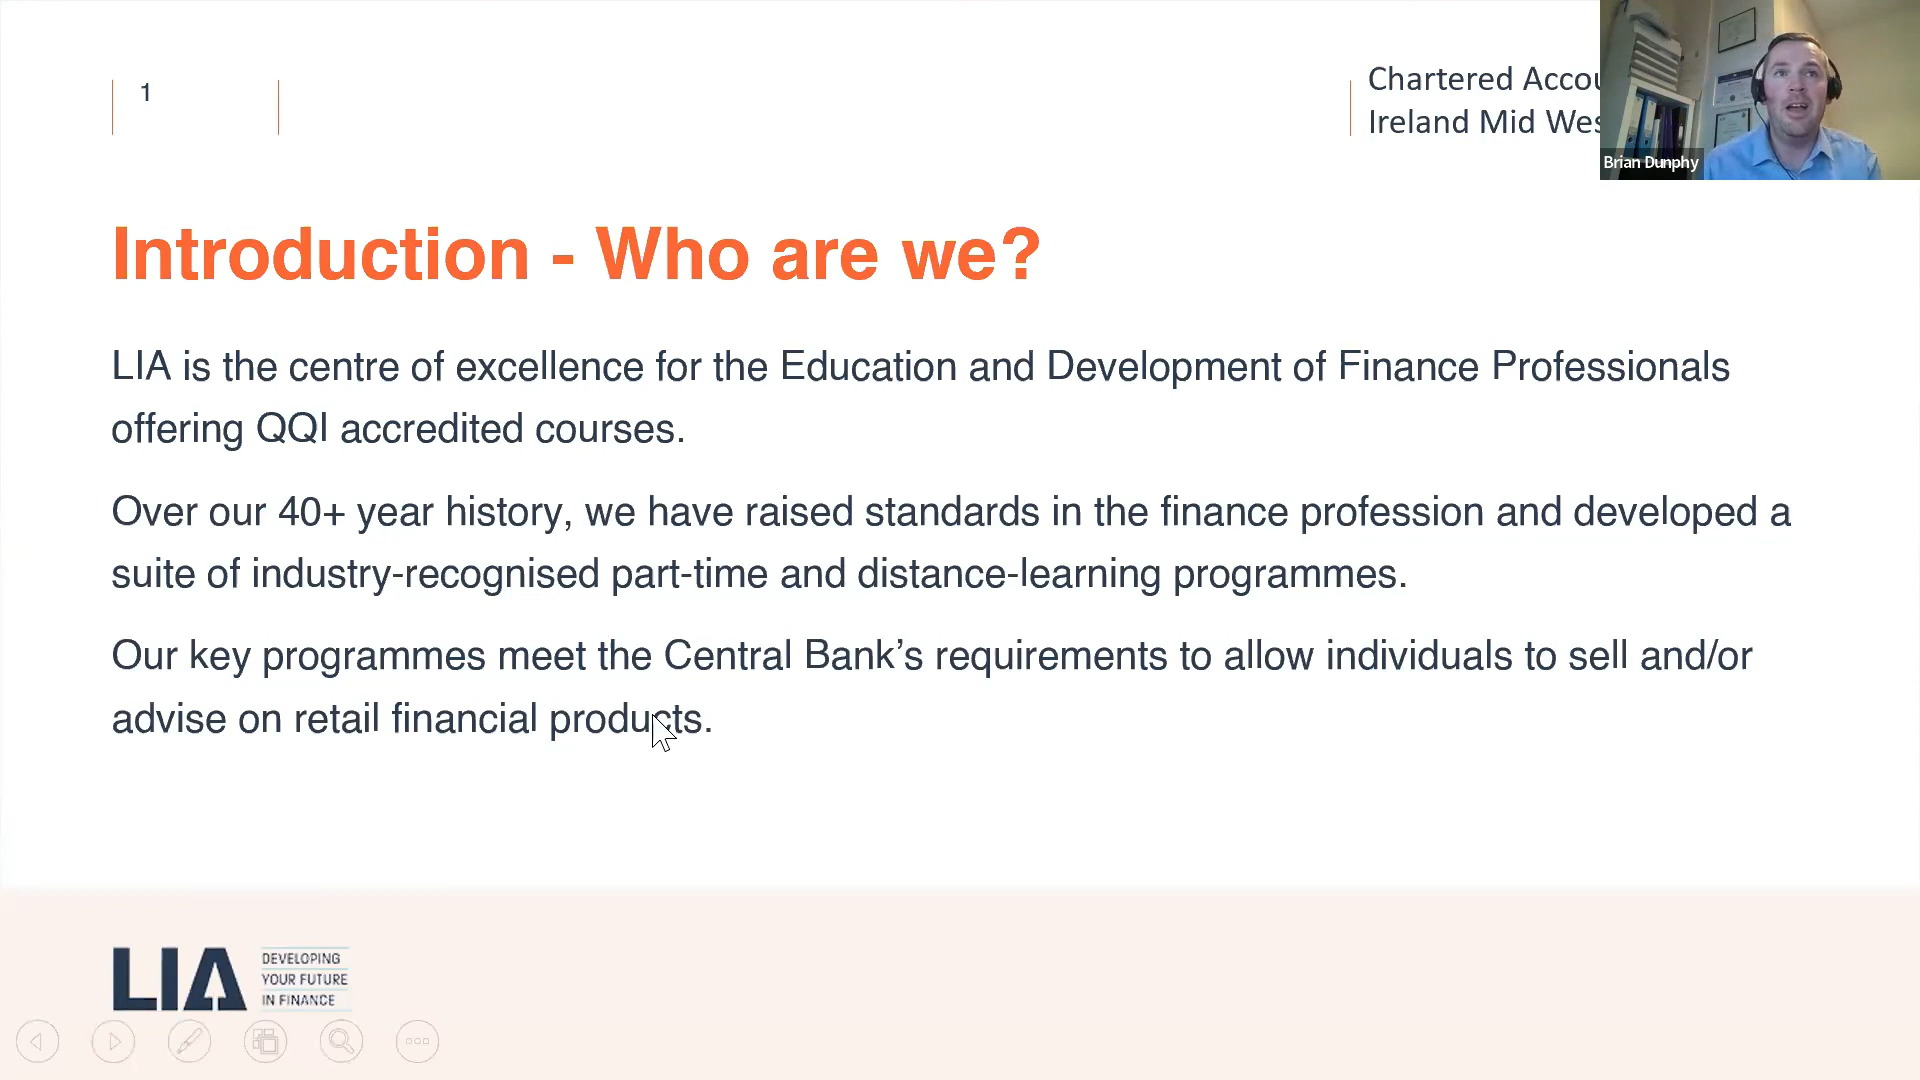 1
Chartered Accou
Ireland Mid Wes
Brian Dunphy
Introduction - Who are we?
LIA is the centre of excellence for the Education and Development of Finance Professionals
offering QQI accredited courses.
Over our 40+ year history, we have raised standards in the finance profession and developed a
suite of industry-recognised part-time and distance-learning programmes.
Our key programmes meet the Central Bank’s requirements to allow individuals to sell and/or
advise on retail financial products.
LIA
DEVELOPING
YOUR FUTURE
IN FINANCE